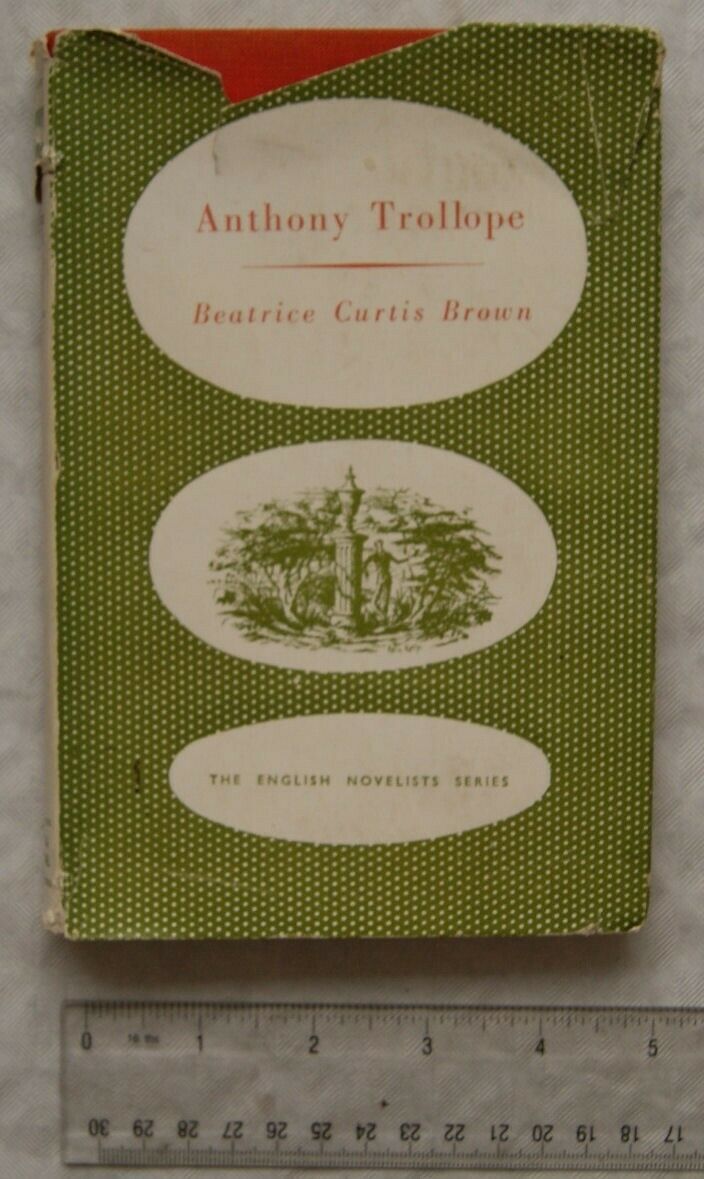 Anthony Trollope
Beatrice Curtis Brown
THE ENGLISH NOVELISTS SERIES
0 1 2 3 4 5
30 29 28 27 26 25 24 23 22 21 20 19 18 17